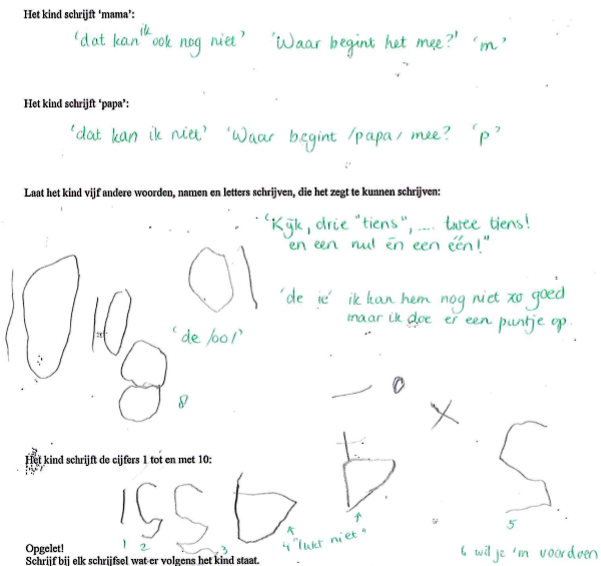 Het kind schrijft 'mama':
'dat kan ik ook nog niet' 'Waar begint het mee?' 'm'
Het kind schrijft 'papa':
'dat kan ik niet' 'Waar begint /papa/ mee? 'p'
Laat het kind vijf andere woorden, namen en letters schrijven, die het zegt te kunnen schrijven:
'Kijk, drie "tiens", .... twee tiens!
en een nul én een één!"
10 10 01
'de ie' ik kan hem nog niet zo goed
maar ik doe er een puntje op.
'de /oo/'
8
8
Het kind schrijft de cijfers 1 tot en met 10:
1 2 3 4 "lukt niet" 5
6 wil je 'm voordoen
Opgelet!
Schrijf bij elk schrijfsel wat er volgens het kind staat.